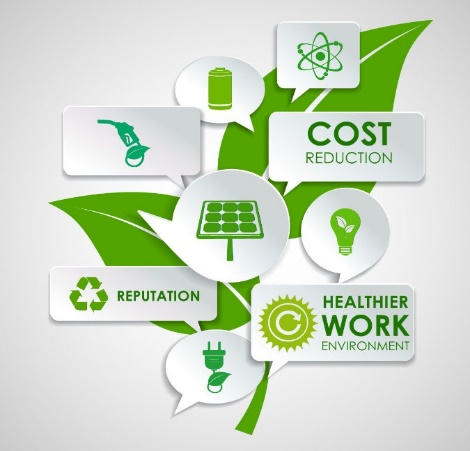 COST
REDUCTION
REPUTATION
HEALTHIER
WORK
ENVIRONMENT